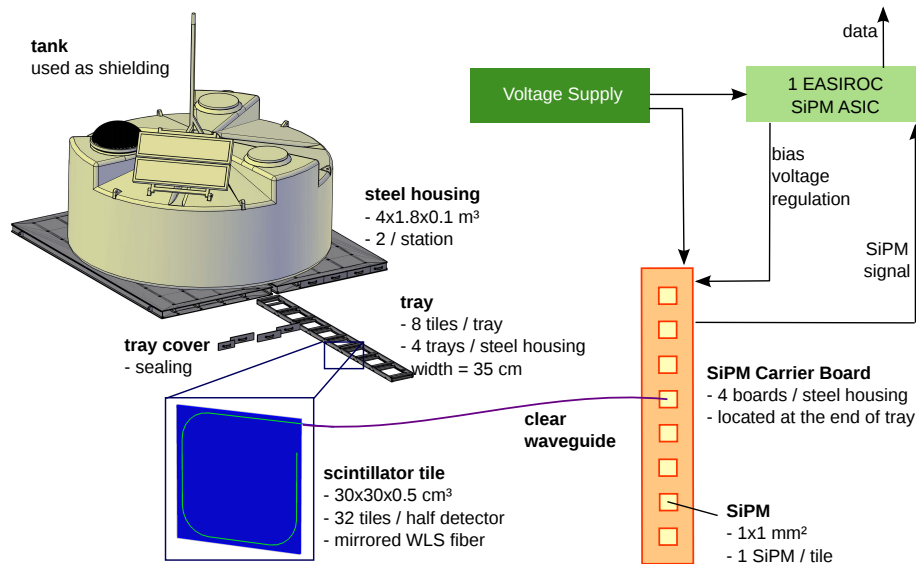 tank
used as shielding
data
Voltage Supply
1 EASIROC
SiPM ASIC
bias
voltage
regulation
SiPM
signal
steel housing
- 4x1.8x0.1 m³
- 2 / station
tray
- 8 tiles / tray
- 4 trays / steel housing
- width = 35 cm
tray cover
- sealing
clear
waveguide
SiPM Carrier Board
- 4 boards / steel housing
- located at the end of tray
scintillator tile
- 30x30x0.5 cm³
- 32 tiles / half detector
- mirrored WLS fiber
SiPM
- 1x1 mm²
- 1 SiPM / tile